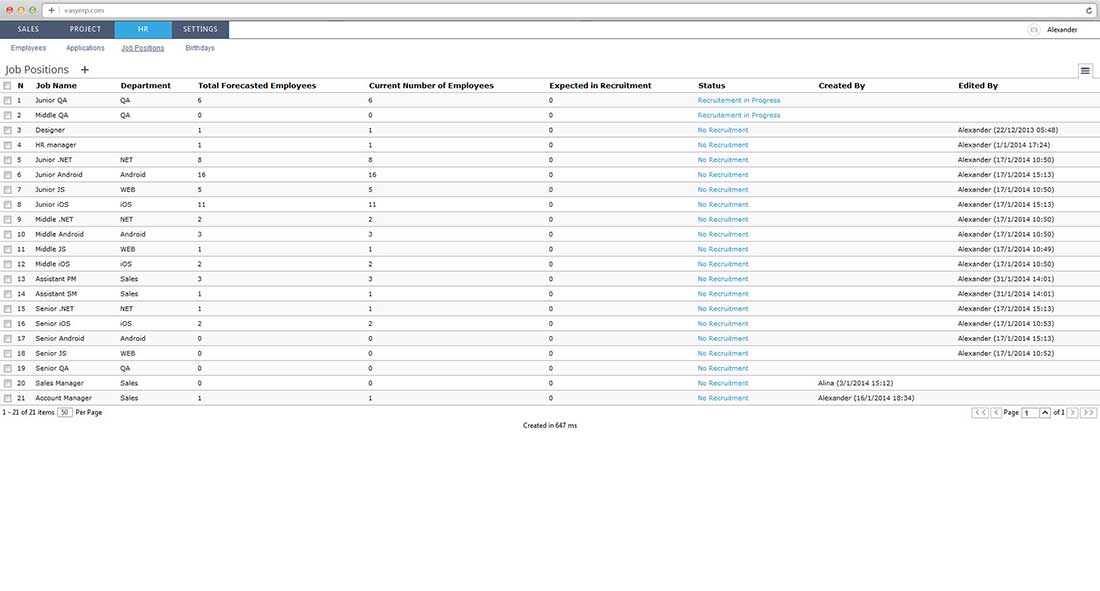 easyerp.com
SALES PROJECT HR SETTINGS Alexander
Employees Applications Job Positions Birthdays
Job Positions +
N Job Name Department Total Forecasted Employees Current Number of Employees Expected in Recruitment Status Created By Edited By
1 Junior QA QA 6 6 0 Recruitement in Progress
2 Middle QA QA 0 0 0 Recruitement in Progress
3 Designer 1 1 0 No Recruitment Alexander (22/12/2013 05:48)
4 HR manager 1 1 0 No Recruitment Alexander (1/1/2014 17:24)
5 Junior .NET NET 8 8 0 No Recruitment Alexander (17/1/2014 10:50)
6 Junior Android Android 16 16 0 No Recruitment Alexander (17/1/2014 15:13)
7 Junior JS WEB 5 5 0 No Recruitment Alexander (17/1/2014 10:50)
8 Junior iOS iOS 11 11 0 No Recruitment Alexander (17/1/2014 15:13)
9 Middle .NET NET 2 2 0 No Recruitment Alexander (17/1/2014 10:50)
10 Middle Android Android 3 3 0 No Recruitment Alexander (17/1/2014 10:50)
11 Middle JS WEB 1 1 0 No Recruitment Alexander (17/1/2014 10:49)
12 Middle iOS iOS 2 2 0 No Recruitment Alexander (17/1/2014 10:50)
13 Assistant PM Sales 3 3 0 No Recruitment Alexander (31/1/2014 14:01)
14 Assistant SM Sales 1 1 0 No Recruitment Alexander (31/1/2014 14:01)
15 Senior .NET NET 1 1 0 No Recruitment Alexander (17/1/2014 15:13)
16 Senior iOS iOS 2 2 0 No Recruitment Alexander (17/1/2014 10:53)
17 Senior Android Android 0 0 0 No Recruitment Alexander (17/1/2014 15:13)
18 Senior JS WEB 0 0 0 No Recruitment Alexander (17/1/2014 10:52)
19 Senior QA QA 0 0 0 No Recruitment
20 Sales Manager Sales 0 0 0 No Recruitment Alina (3/1/2014 15:12)
21 Account Manager Sales 1 1 0 No Recruitment Alexander (16/1/2014 18:34)
1 - 21 of 21 items 50 Per Page << < Page 1 of 1 > >>
Created in 647 ms